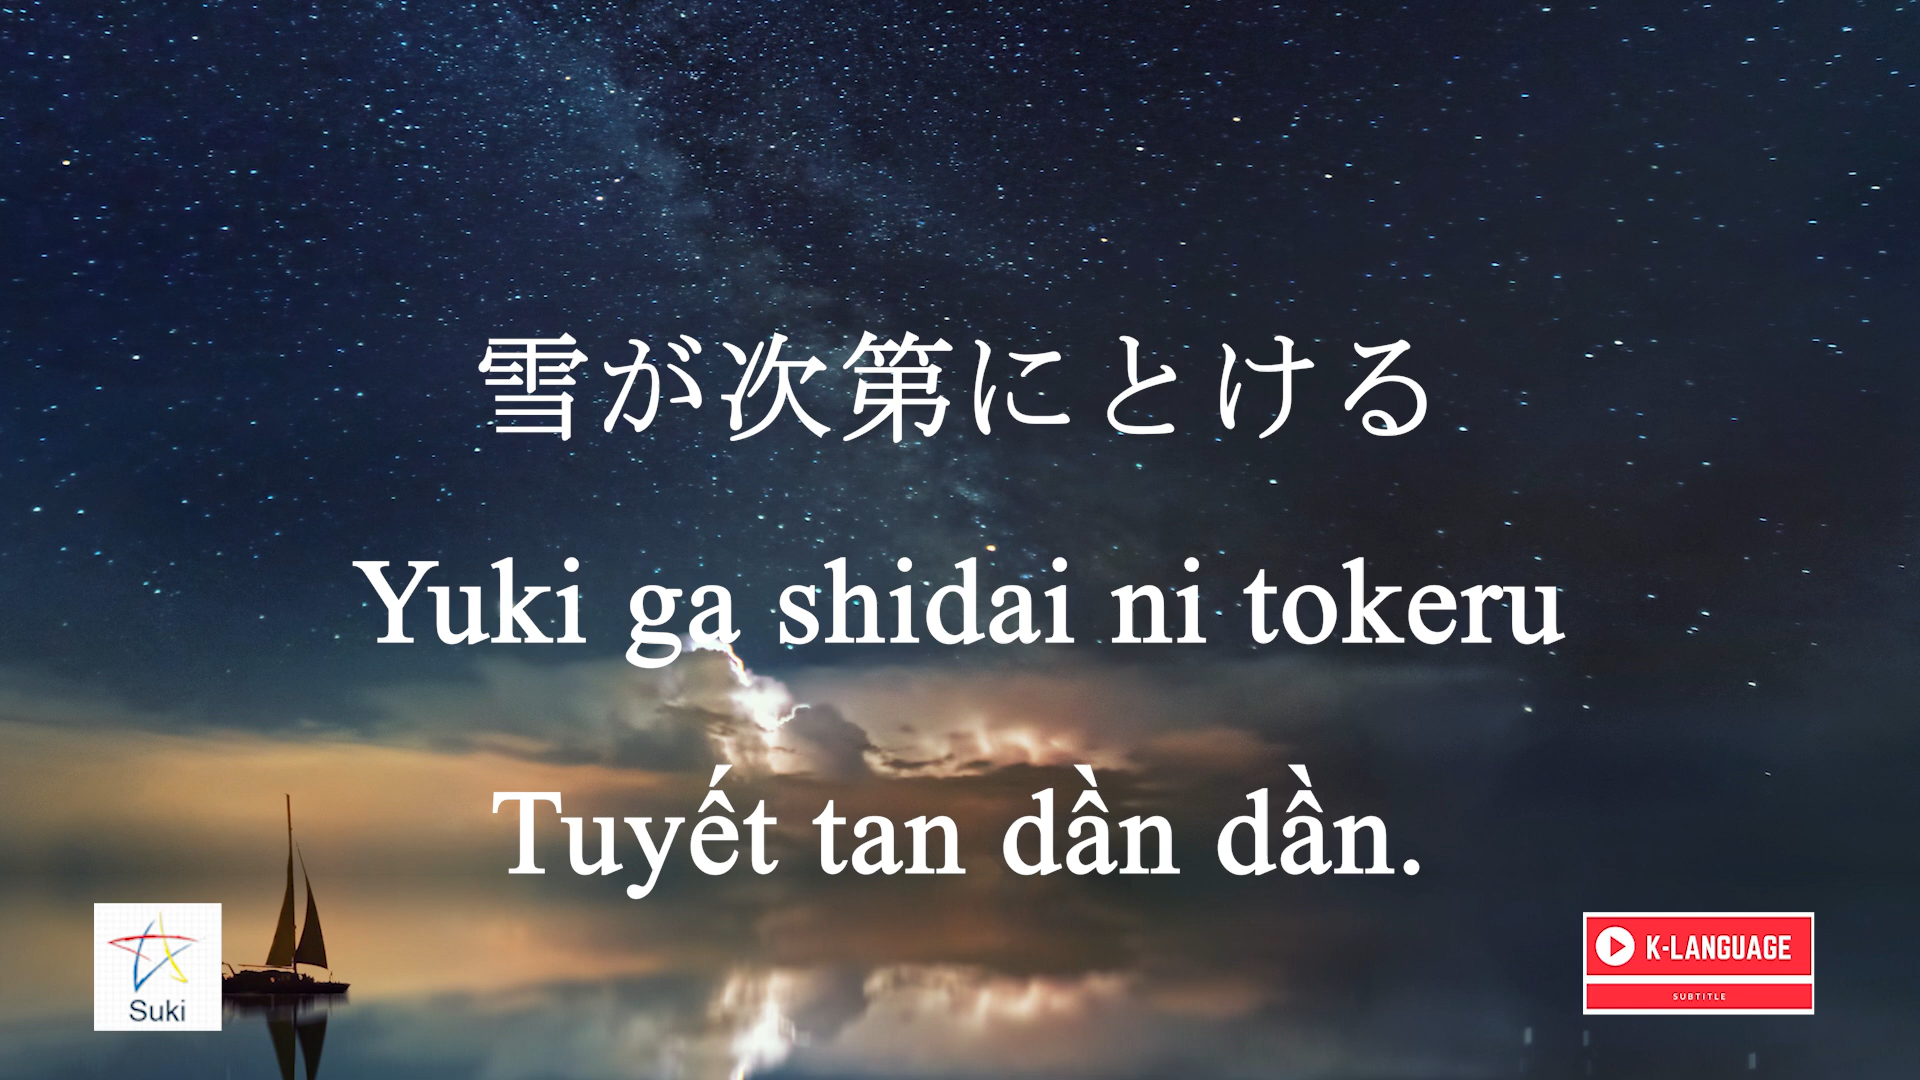 雪が次第にとける
Yuki ga shidai ni tokeru
Tuyết tan dần dần.
Suki
K-LANGUAGE
SUBTITLE